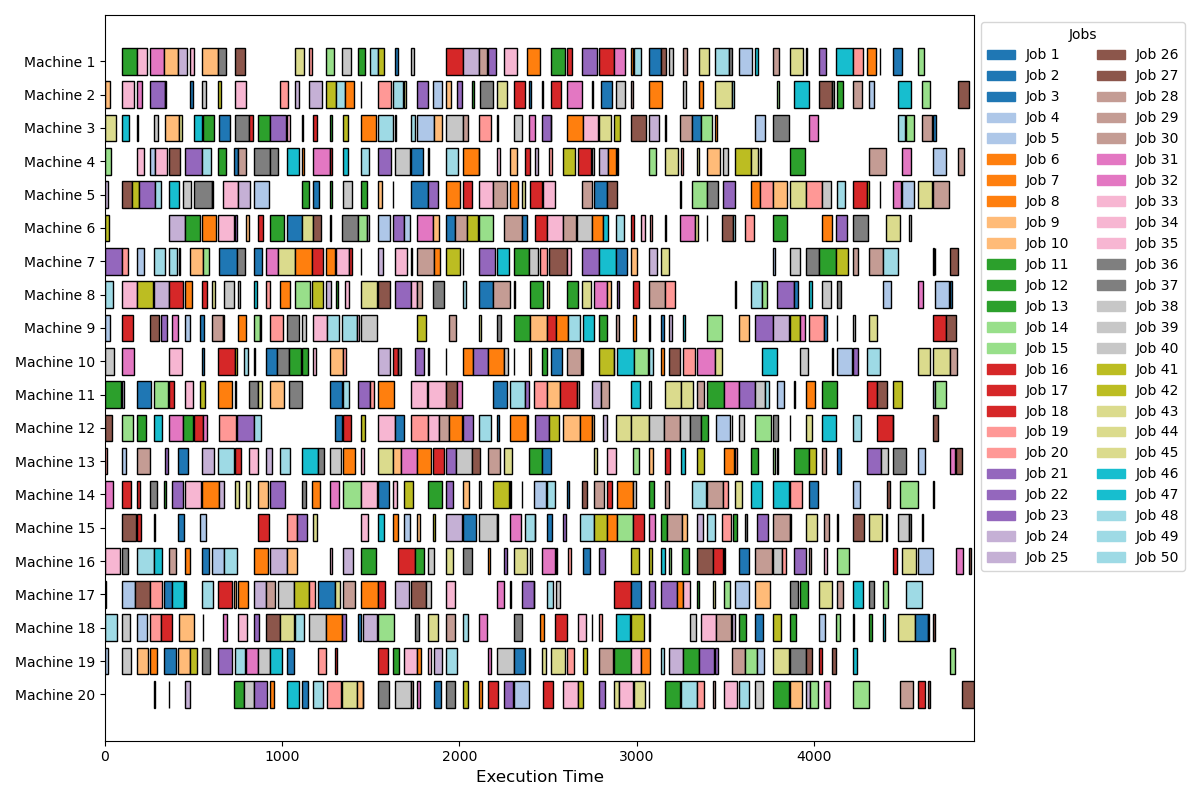 Machine 1
Machine 2
Machine 3
Machine 4
Machine 5
Machine 6
Machine 7
Machine 8
Machine 9
Machine 10
Machine 11
Machine 12
Machine 13
Machine 14
Machine 15
Machine 16
Machine 17
Machine 18
Machine 19
Machine 20
0 1000 2000 3000 4000
Execution Time
Jobs
Job 1 Job 26
Job 2 Job 27
Job 3 Job 28
Job 4 Job 29
Job 5 Job 30
Job 6 Job 31
Job 7 Job 32
Job 8 Job 33
Job 9 Job 34
Job 10 Job 35
Job 11 Job 36
Job 12 Job 37
Job 13 Job 38
Job 14 Job 39
Job 15 Job 40
Job 16 Job 41
Job 17 Job 42
Job 18 Job 43
Job 19 Job 44
Job 20 Job 45
Job 21 Job 46
Job 22 Job 47
Job 23 Job 48
Job 24 Job 49
Job 25 Job 50